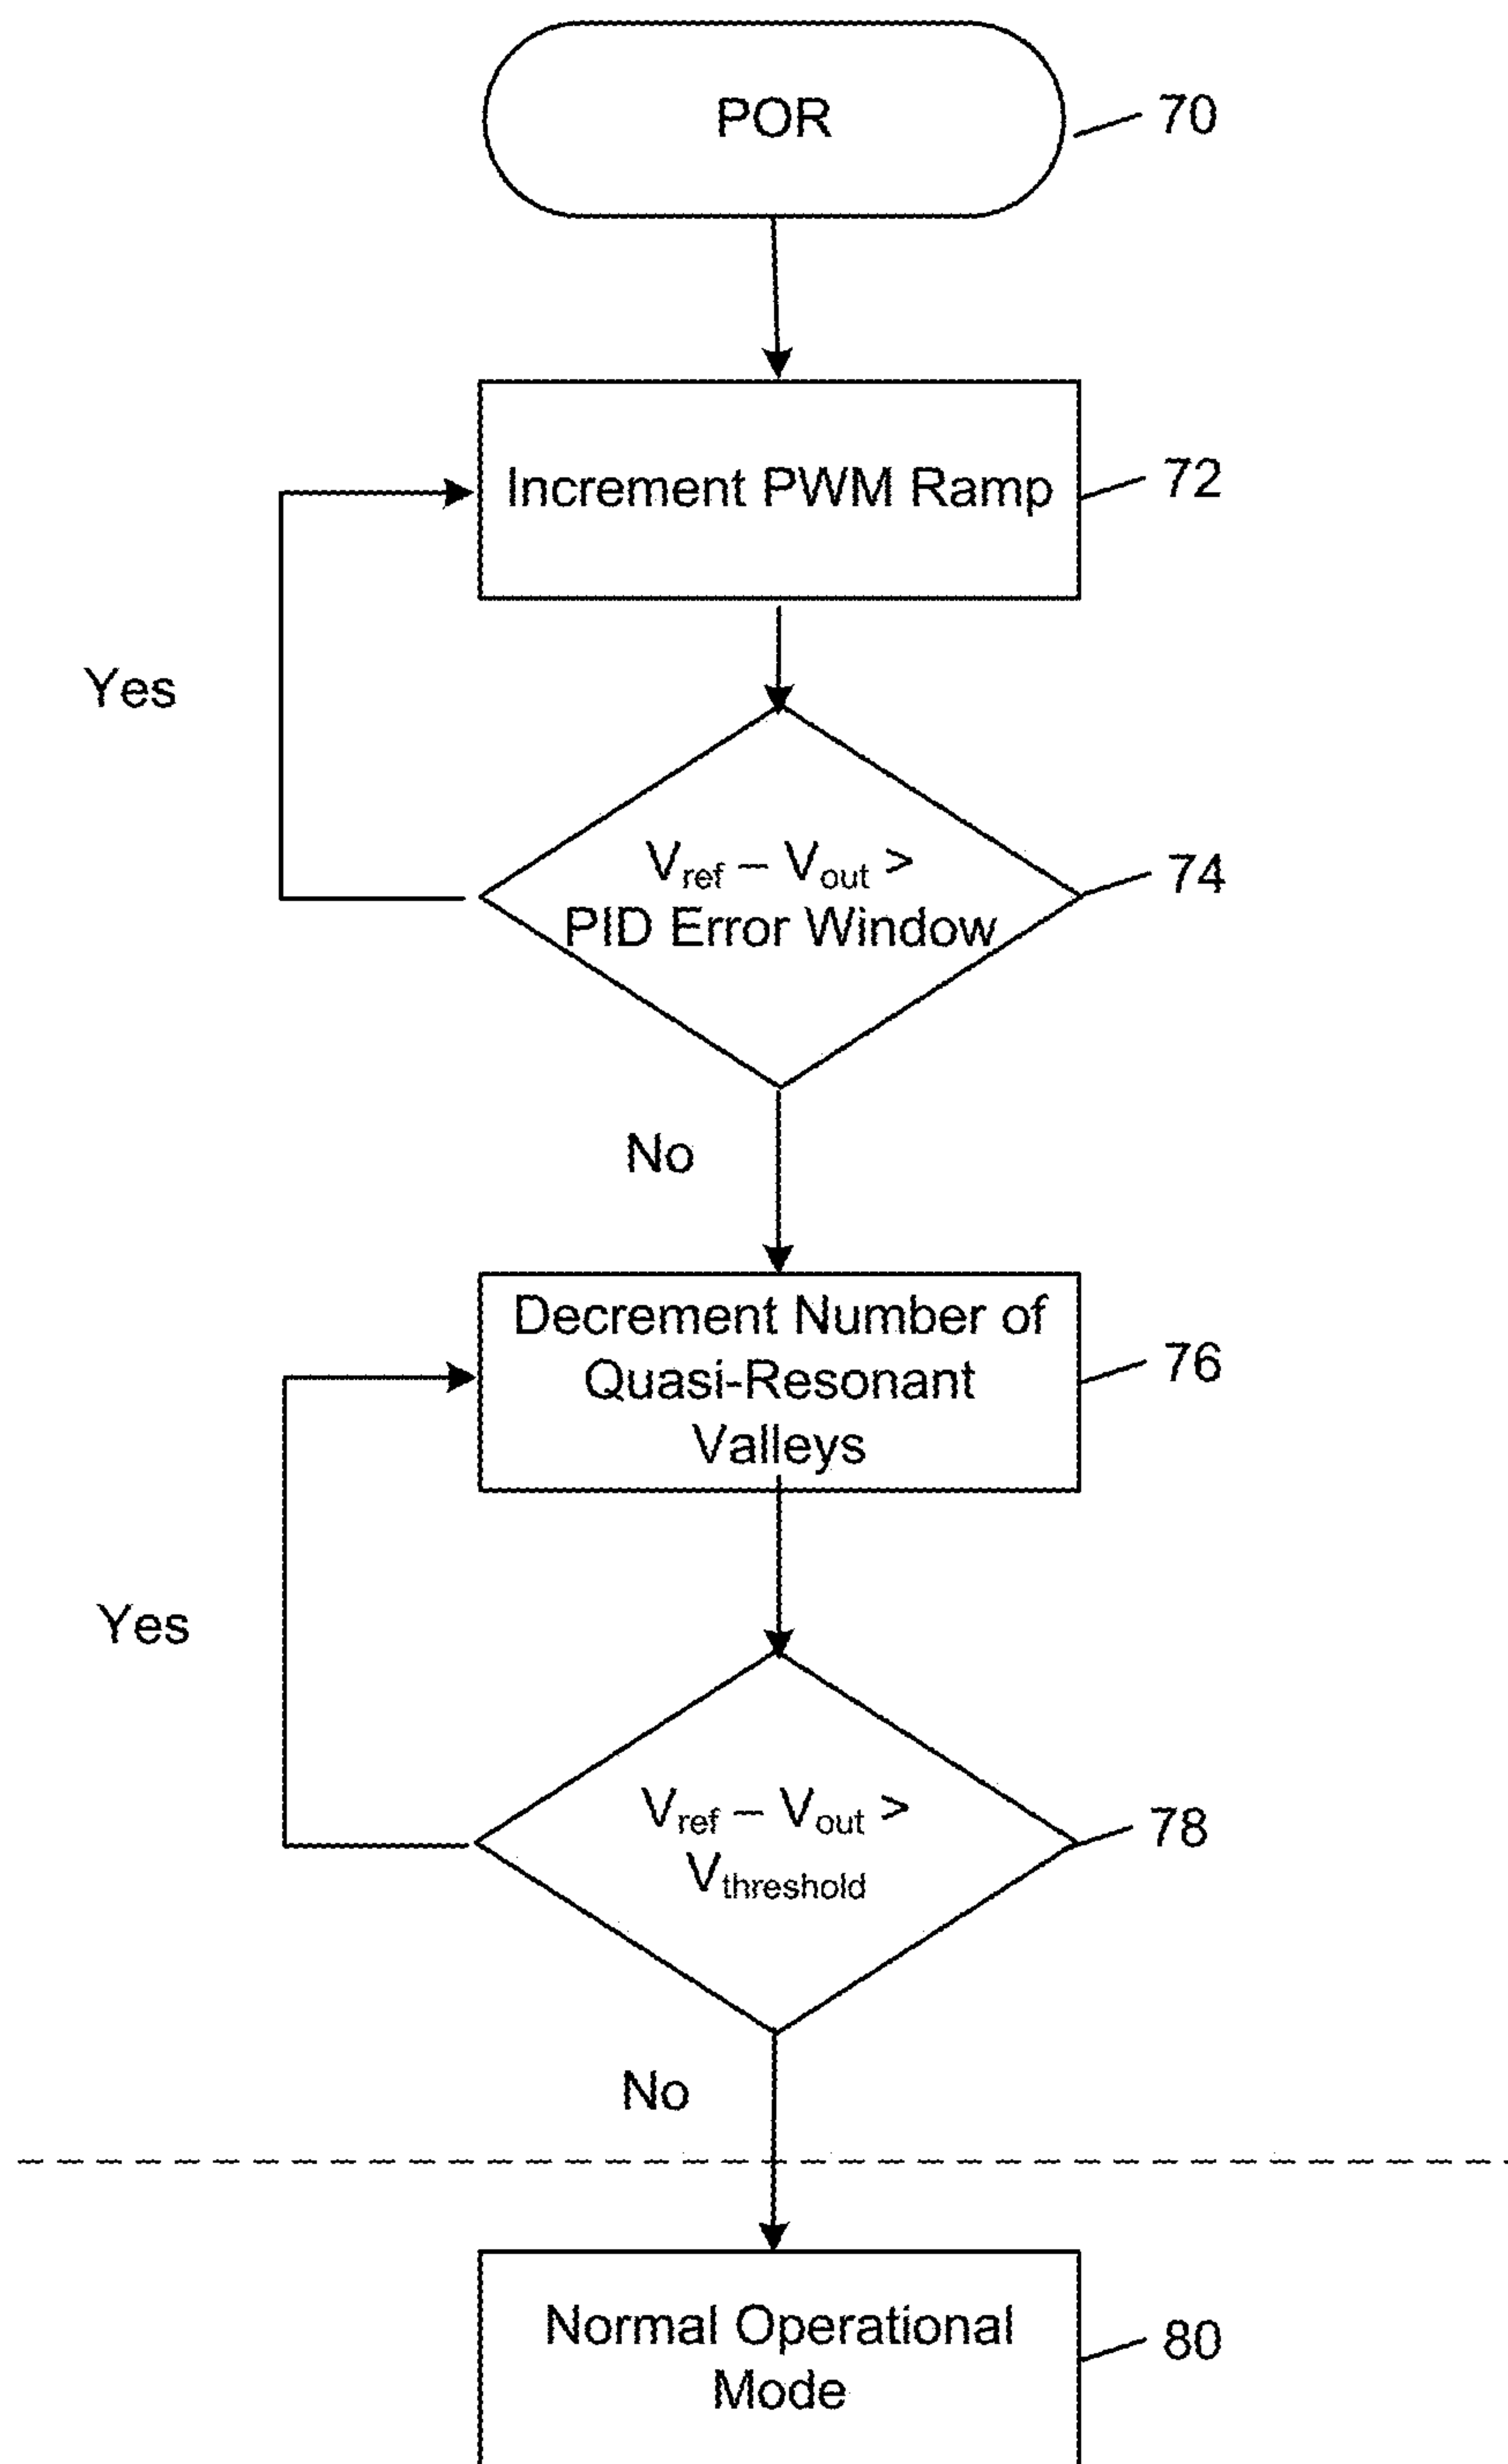 POR
70
Increment PWM Ramp
72
Yes
Vref – Vout >
PID Error Window
74
No
Decrement Number of
Quasi-Resonant
Valleys
76
Yes
Vref – Vout >
Vthreshold
78
No
Normal Operational
Mode
80